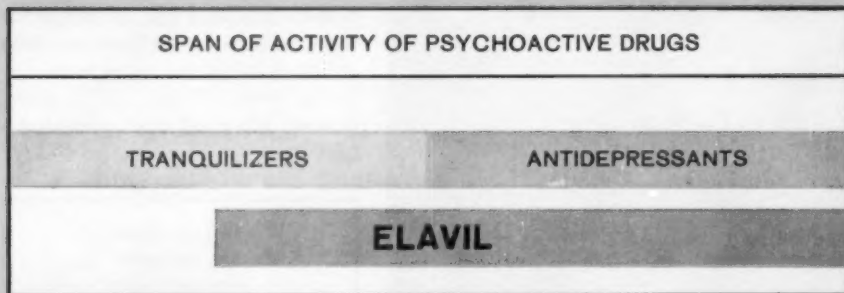 SPAN OF ACTIVITY OF PSYCHOACTIVE DRUGS
TRANQUILIZERS ANTIDEPRESSANTS
ELAVIL